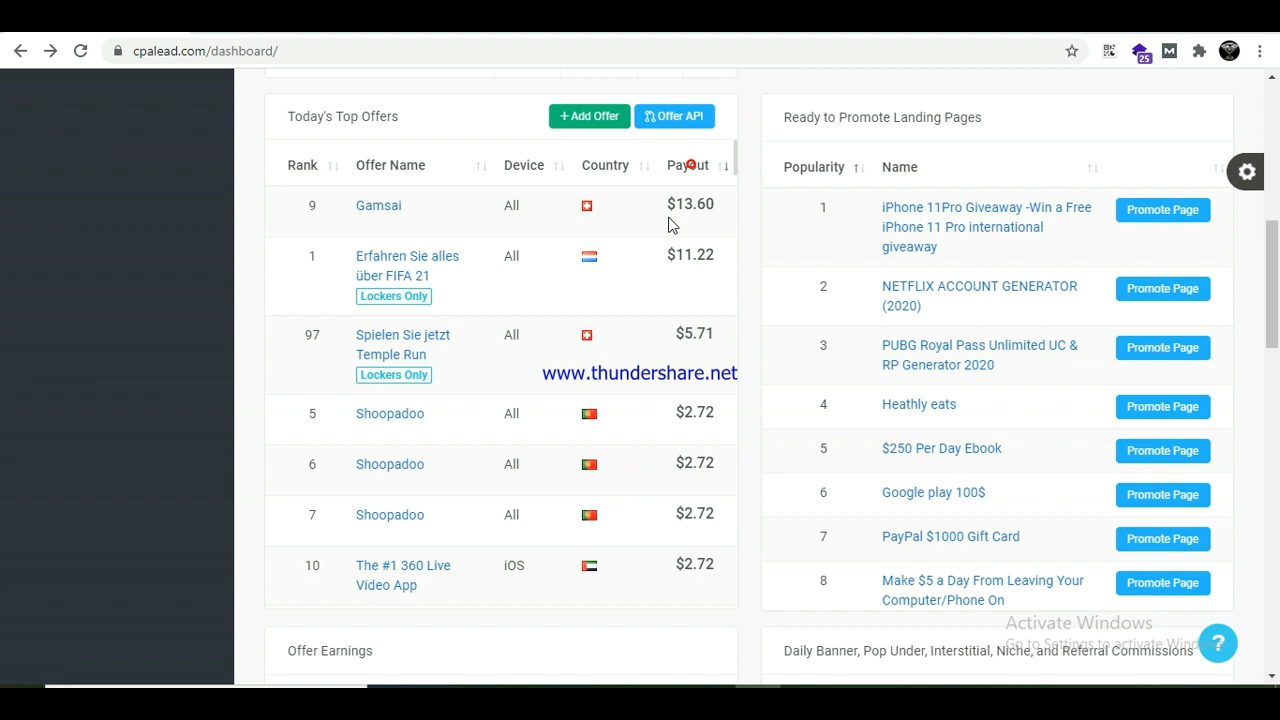 cpalead.com/dashboard/
25
M
Today's Top Offers
+ Add Offer
Offer API
Rank
Offer Name
Device
Country
Payout
9
Gamsai
All
$13.60
1
Erfahren Sie alles
über FIFA 21
Lockers Only
All
$11.22
97
Spielen Sie jetzt
Temple Run
Lockers Only
All
$5.71
www.thundershare.net
5
Shoopadoo
All
$2.72
6
Shoopadoo
All
$2.72
7
Shoopadoo
All
$2.72
10
The #1 360 Live
Video App
iOS
$2.72
Offer Earnings
Ready to Promote Landing Pages
Popularity
Name
1
iPhone 11Pro Giveaway -Win a Free
iPhone 11 Pro international
giveaway
Promote Page
2
NETFLIX ACCOUNT GENERATOR
(2020)
Promote Page
3
PUBG Royal Pass Unlimited UC &
RP Generator 2020
Promote Page
4
Heathly eats
Promote Page
5
$250 Per Day Ebook
Promote Page
6
Google play 100$
Promote Page
7
PayPal $1000 Gift Card
Promote Page
8
Make $5 a Day From Leaving Your
Computer/Phone On
Promote Page
Activate Windows
Go to Settings to activate
Daily Banner, Pop Under, Interstitial, Niche, and Referral Commissions
?